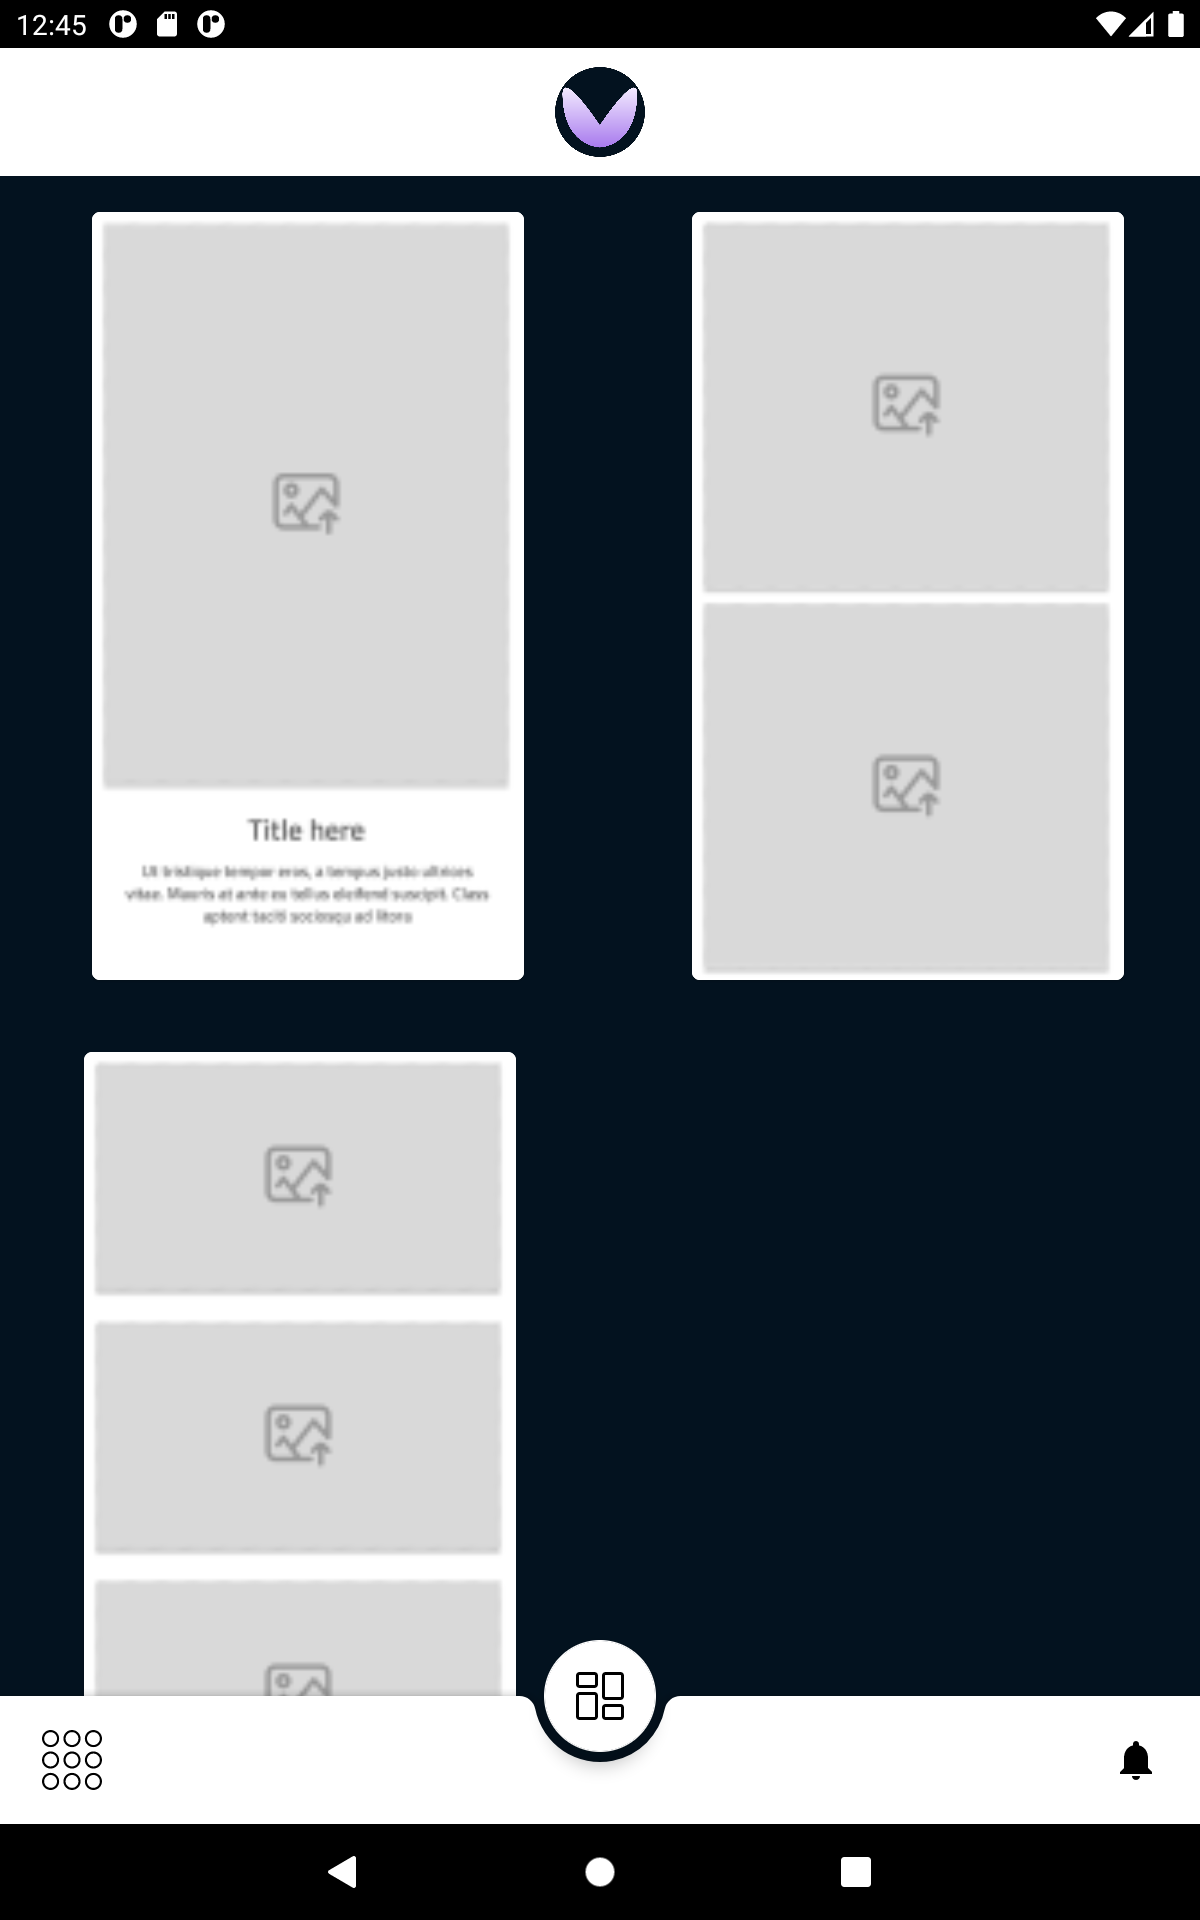 12:45
Title here
Ut tristique tempor eros, a tempus justo ultrices
vitae. Mauris at ante ex tellus eleifend suscipit. Class
aptent taciti sociosqu ad litora